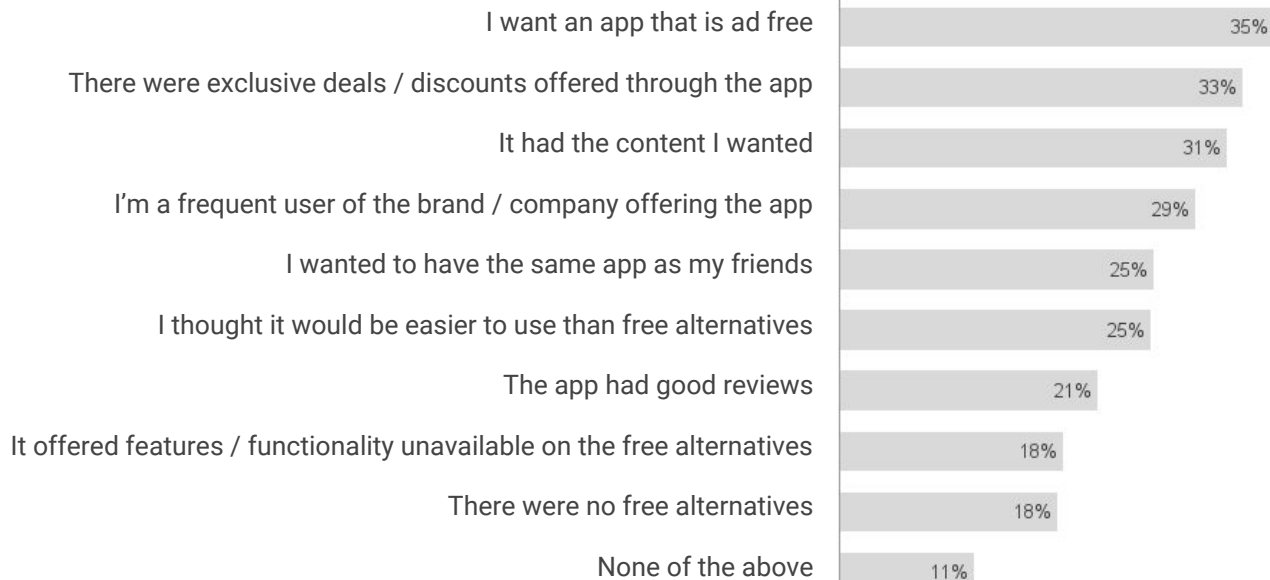 I want an app that is ad free 35%
There were exclusive deals / discounts offered through the app 33%
It had the content I wanted 31%
I’m a frequent user of the brand / company offering the app 29%
I wanted to have the same app as my friends 25%
I thought it would be easier to use than free alternatives 25%
The app had good reviews 21%
It offered features / functionality unavailable on the free alternatives 18%
There were no free alternatives 18%
None of the above 11%